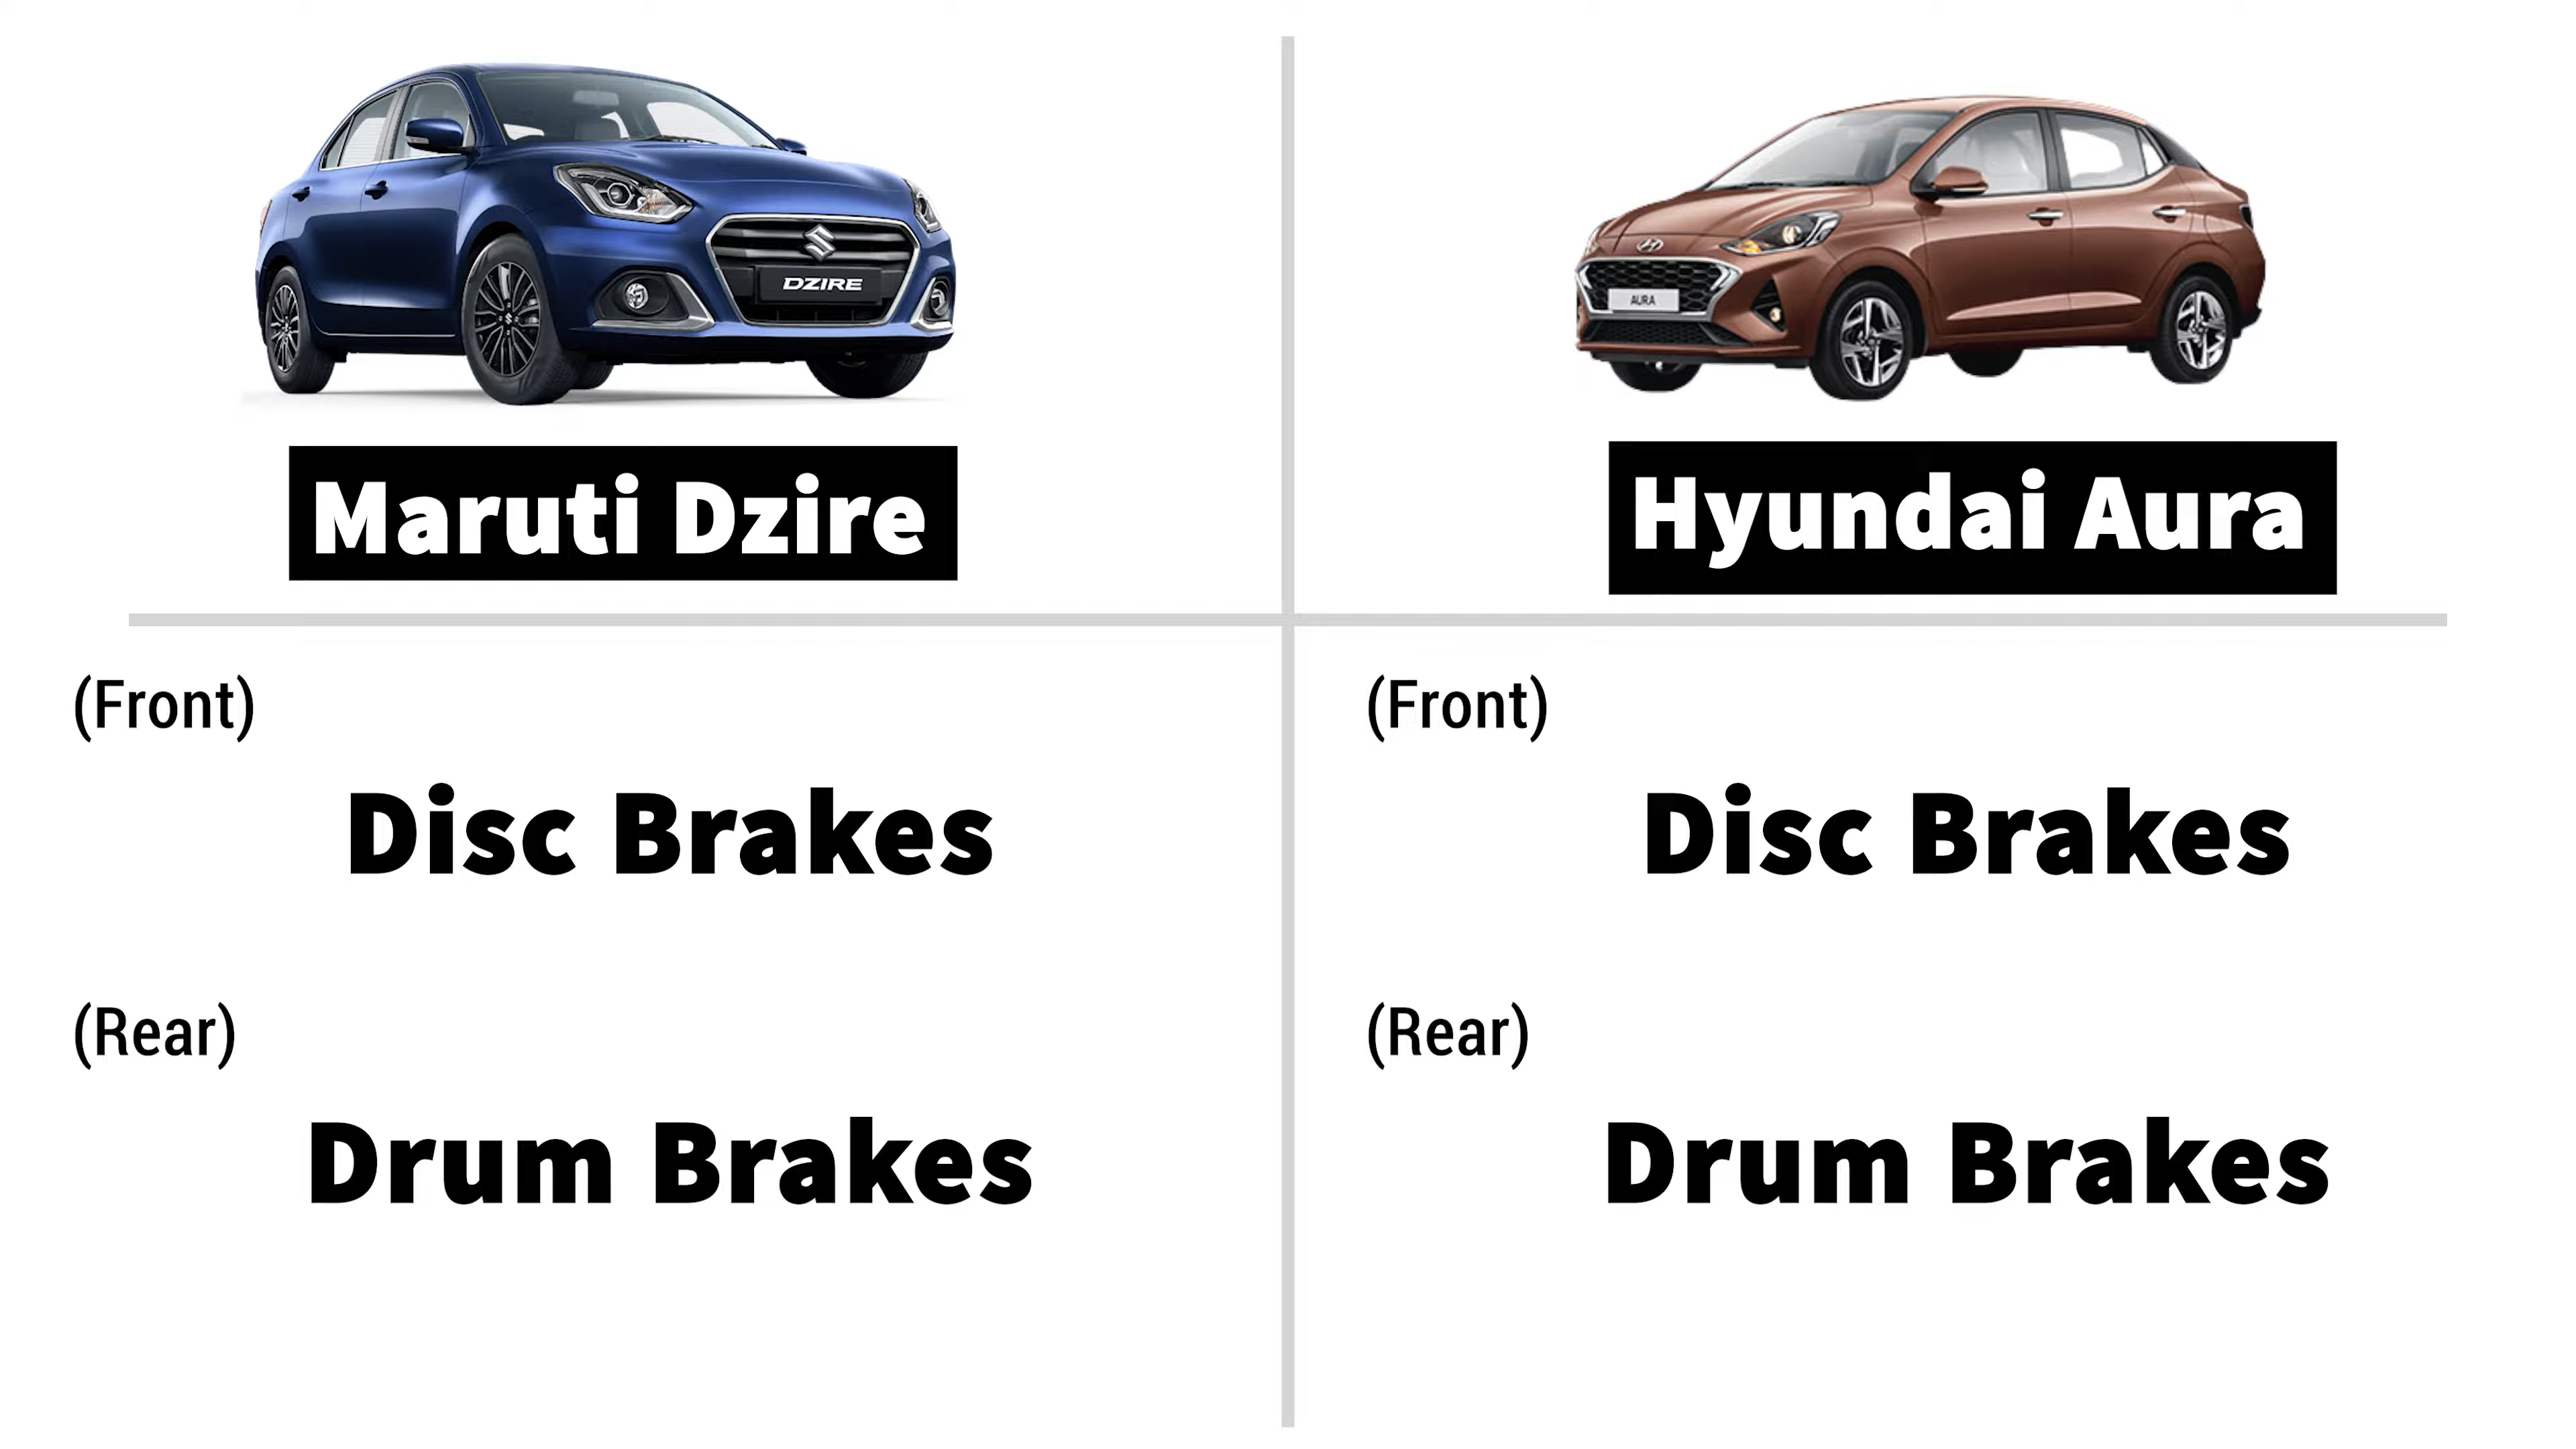 DZIRE
AURA
Maruti Dzire
Hyundai Aura
(Front)
Disc Brakes
(Rear)
Drum Brakes
(Front)
Disc Brakes
(Rear)
Drum Brakes